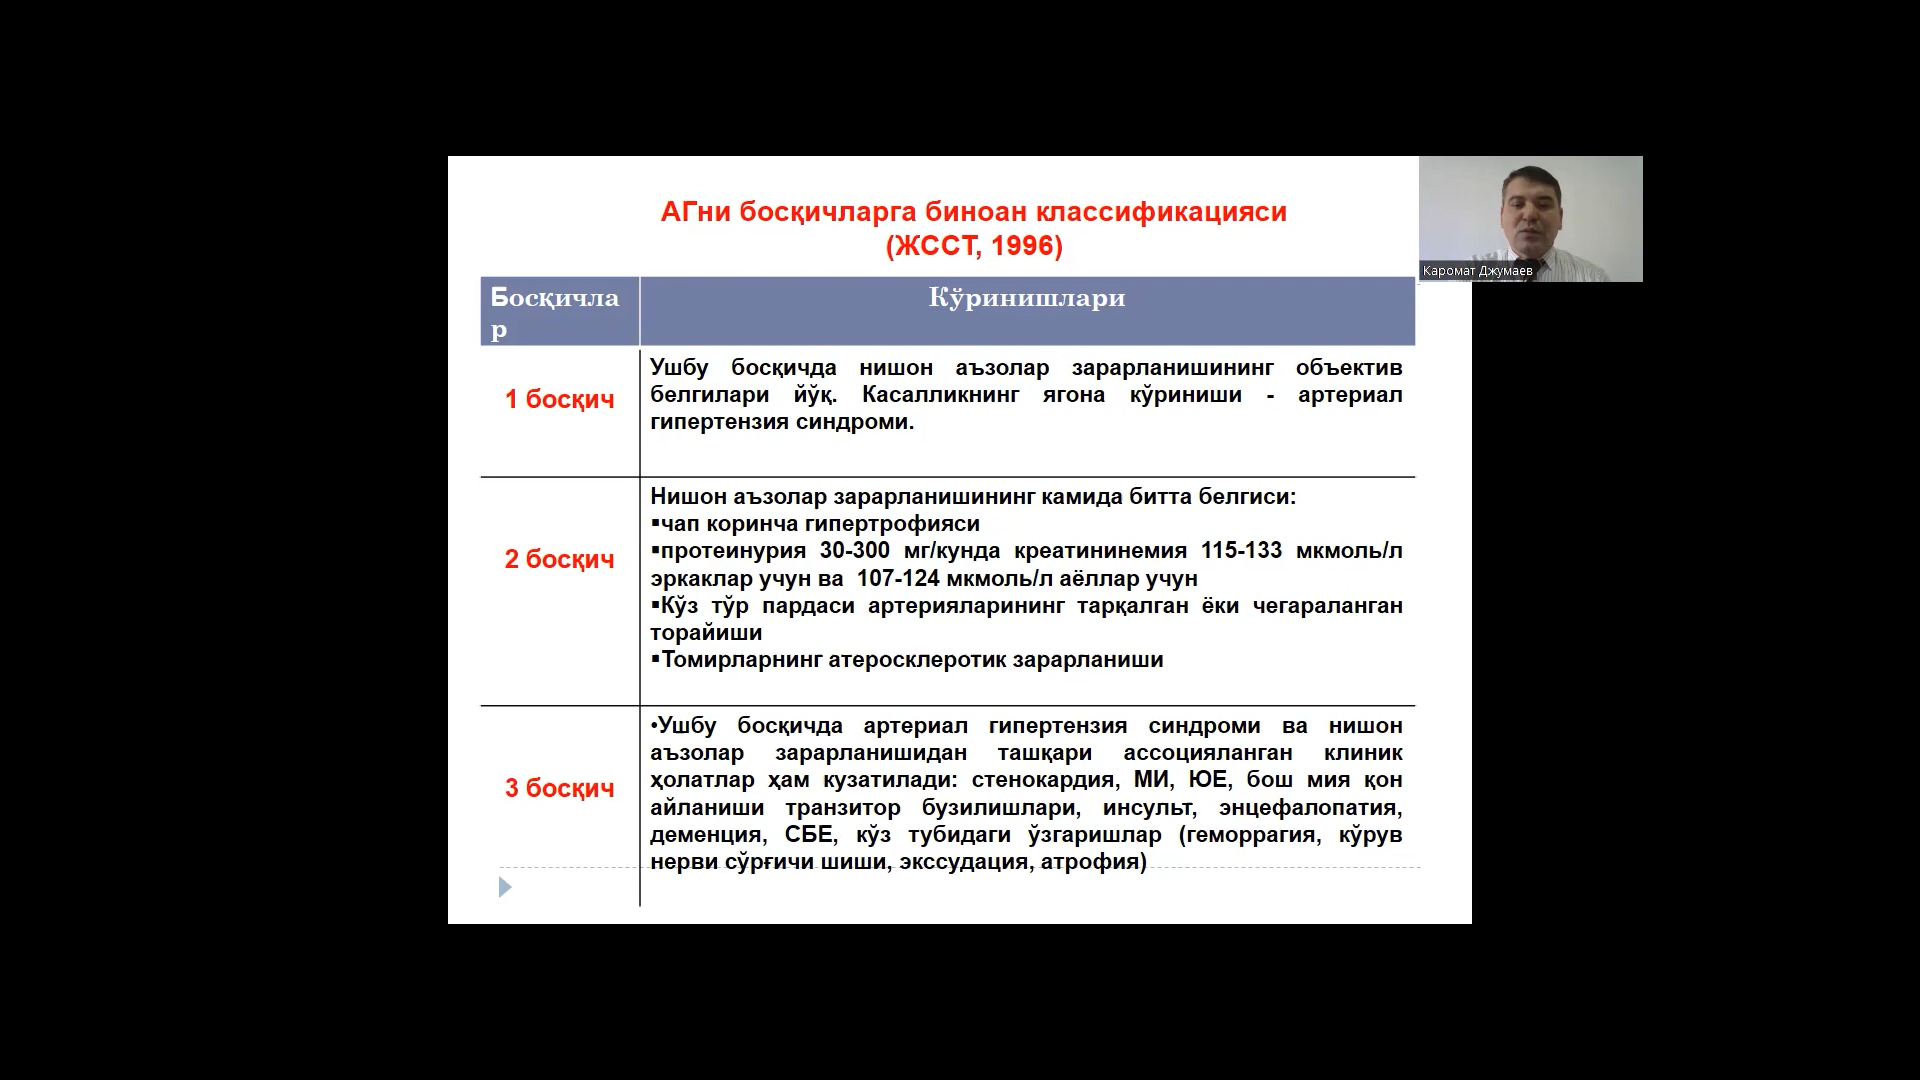 АГни босқичларга биноан классификацияси
(ЖССТ, 1996)
Каромат Джумаев
Босқичла
р
Кўринишлари
1 босқич
Ушбу босқичда нишон аъзолар зарарланишининг объектив
белгилари йўқ. Касалликнинг ягона кўриниши - артериал
гипертензия синдроми.
2 босқич
Нишон аъзолар зарарланишининг камида битта белгиси:
▪чап коринча гипертрофияси
▪протеинурия 30-300 мг/кунда креатининемия 115-133 мкмоль/л
эркаклар учун ва 107-124 мкмоль/л аёллар учун
▪Кўз тўр пардаси артерияларининг тарқалган ёки чегараланган
торайиши
▪Томирларнинг атеросклеротик зарарланиши
3 босқич
•Ушбу босқичда артериал гипертензия синдроми ва нишон
аъзолар зарарланишидан ташқари ассоцияланган клиник
ҳолатлар ҳам кузатилади: стенокардия, МИ, ЮЕ, бош мия қон
айланиши транзитор бузилишлари, инсульт, энцефалопатия,
деменция, СБЕ, кўз тубидаги ўзгаришлар (геморрагия, кўрув
нерви сўрғичи шиши, экссудация, атрофия)